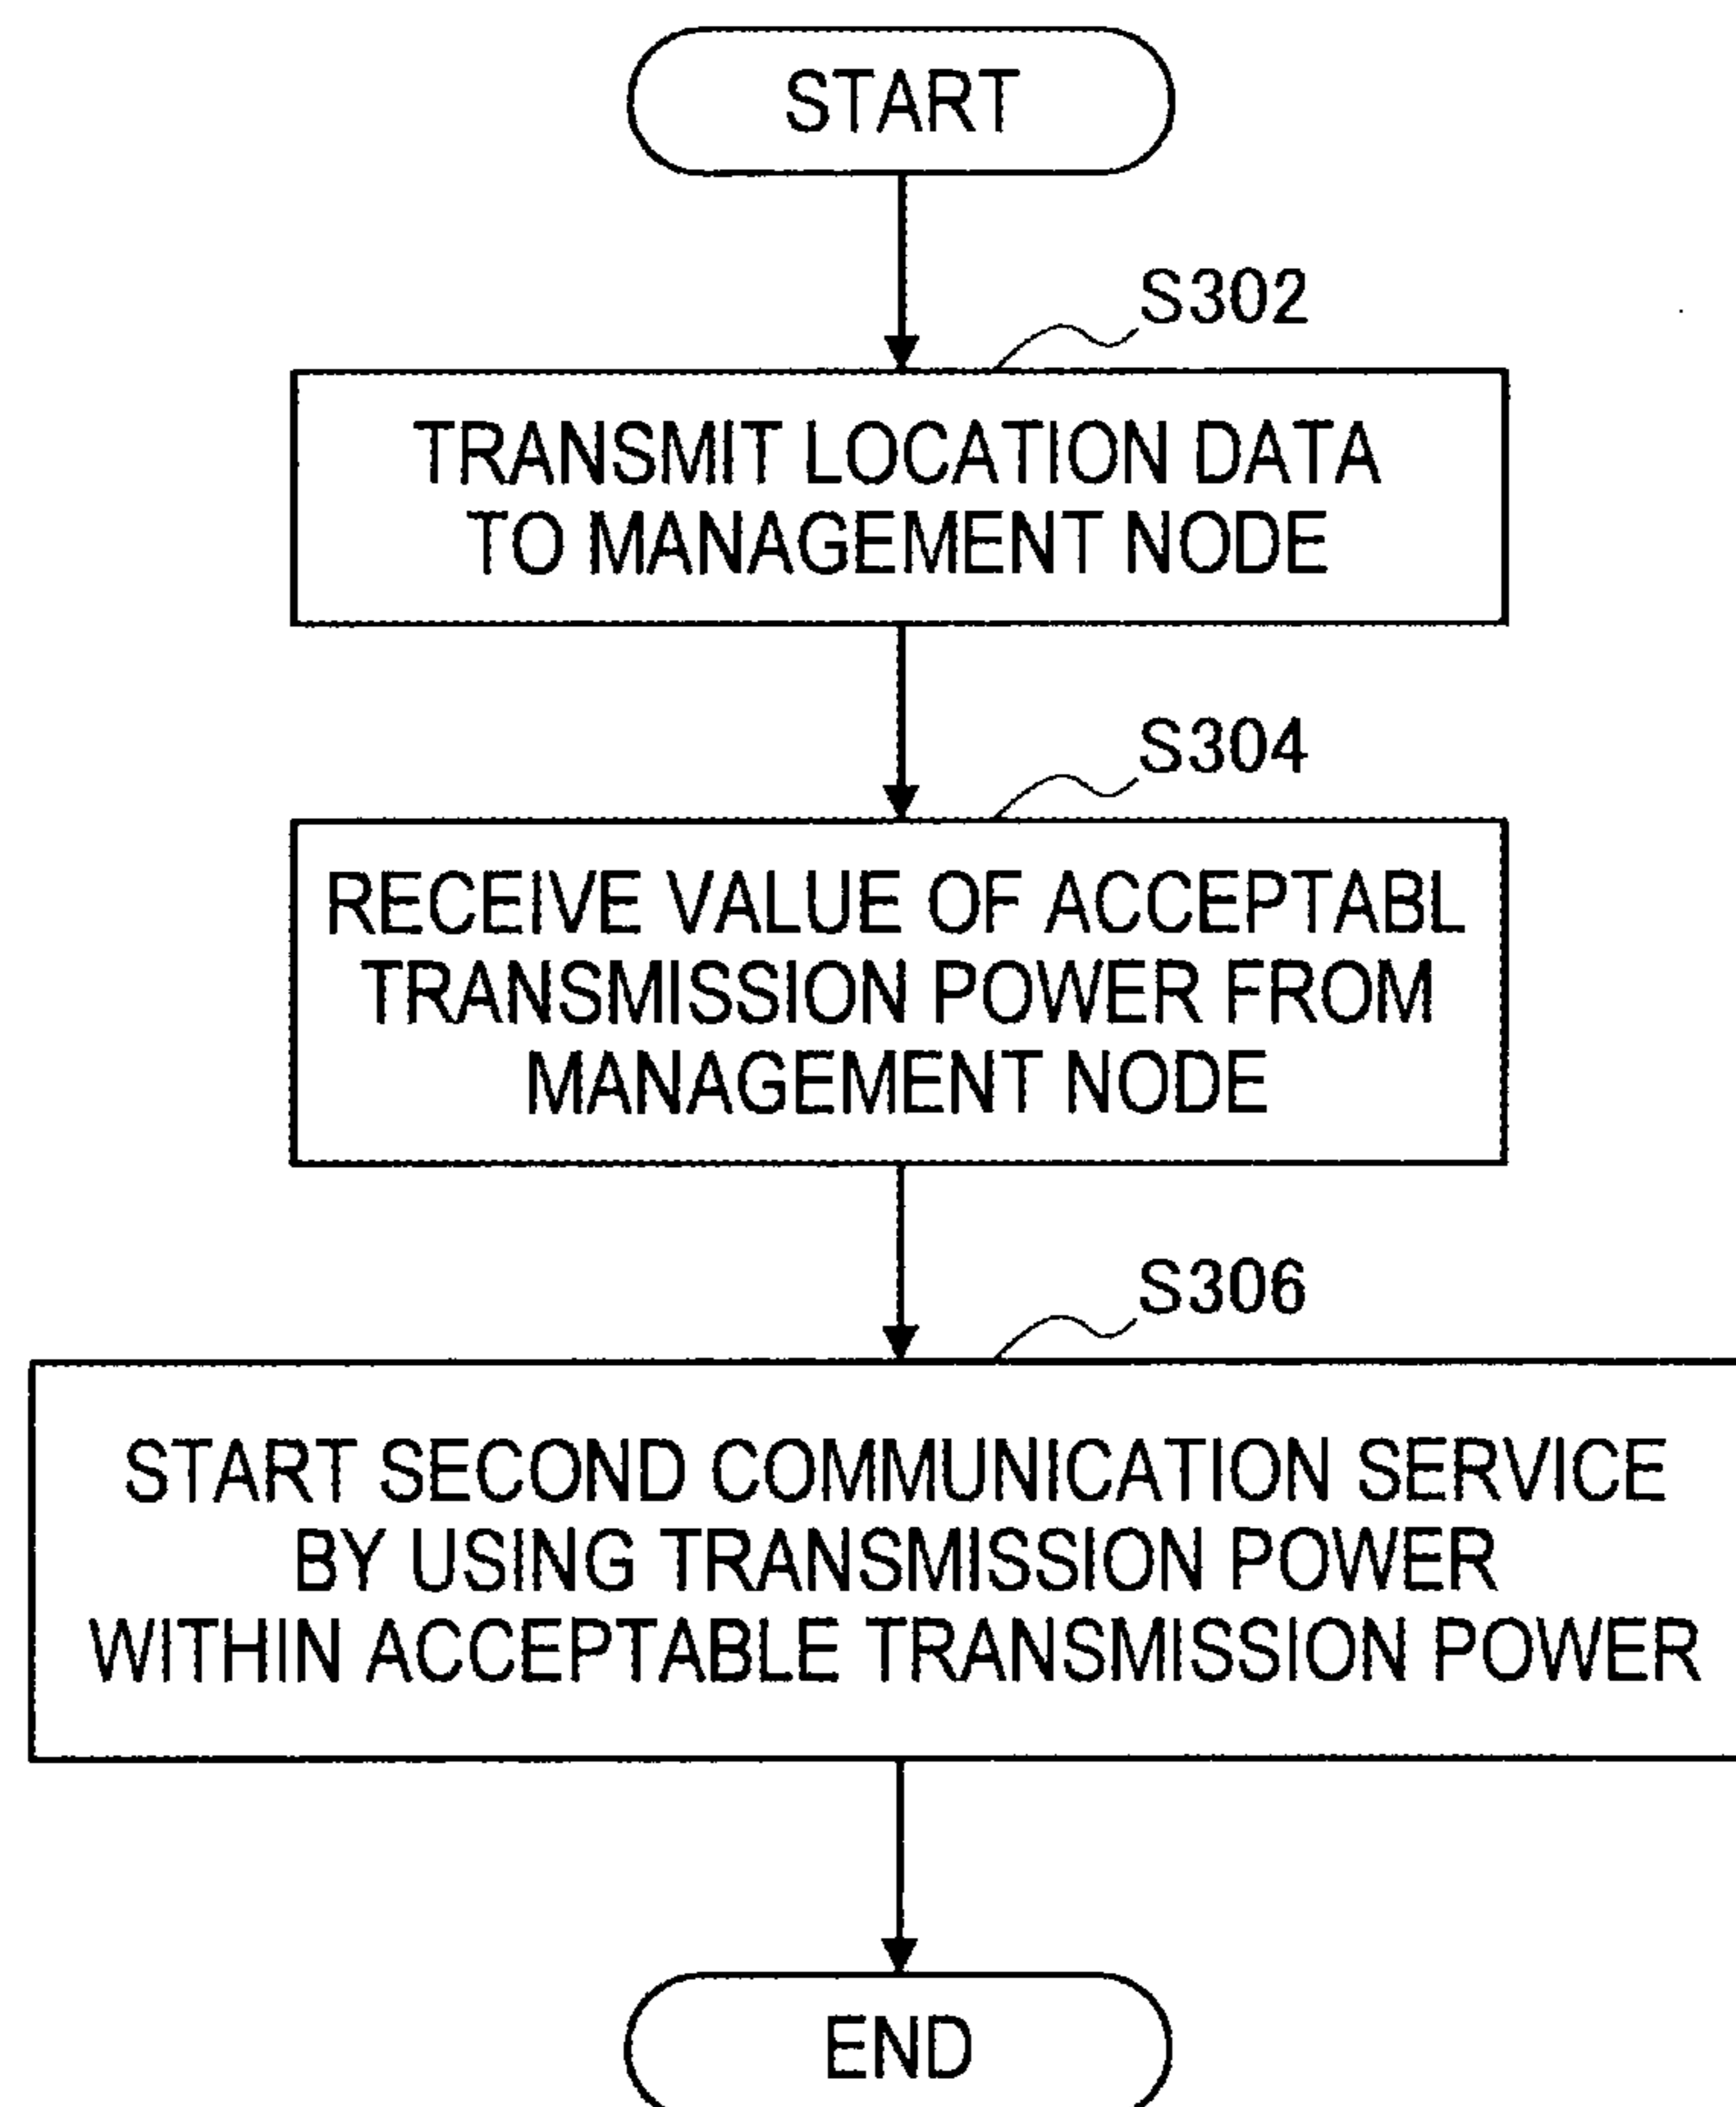 START
S302
TRANSMIT LOCATION DATA
TO MANAGEMENT NODE
S304
RECEIVE VALUE OF ACCEPTABL
TRANSMISSION POWER FROM
MANAGEMENT NODE
S306
START SECOND COMMUNICATION SERVICE
BY USING TRANSMISSION POWER
WITHIN ACCEPTABLE TRANSMISSION POWER
END